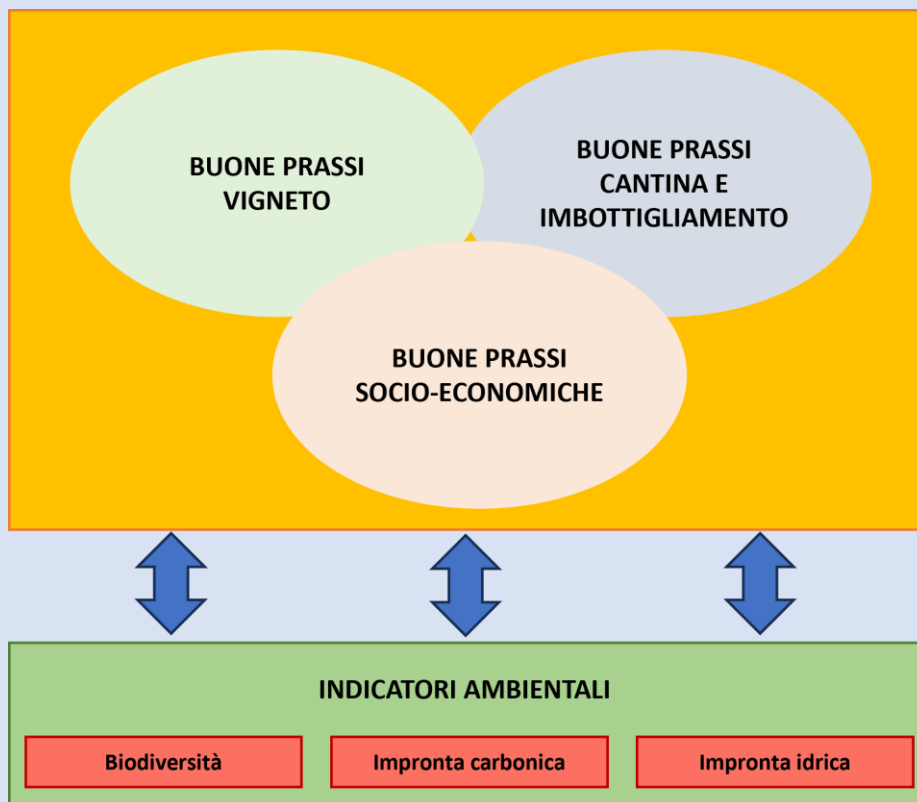 BUONE PRASSI
VIGNETO
BUONE PRASSI
CANTINA E
IMBOTTIGLIAMENTO
BUONE PRASSI
SOCIO-ECONOMICHE
INDICATORI AMBIENTALI
Biodiversità
Impronta carbonica
Impronta idrica